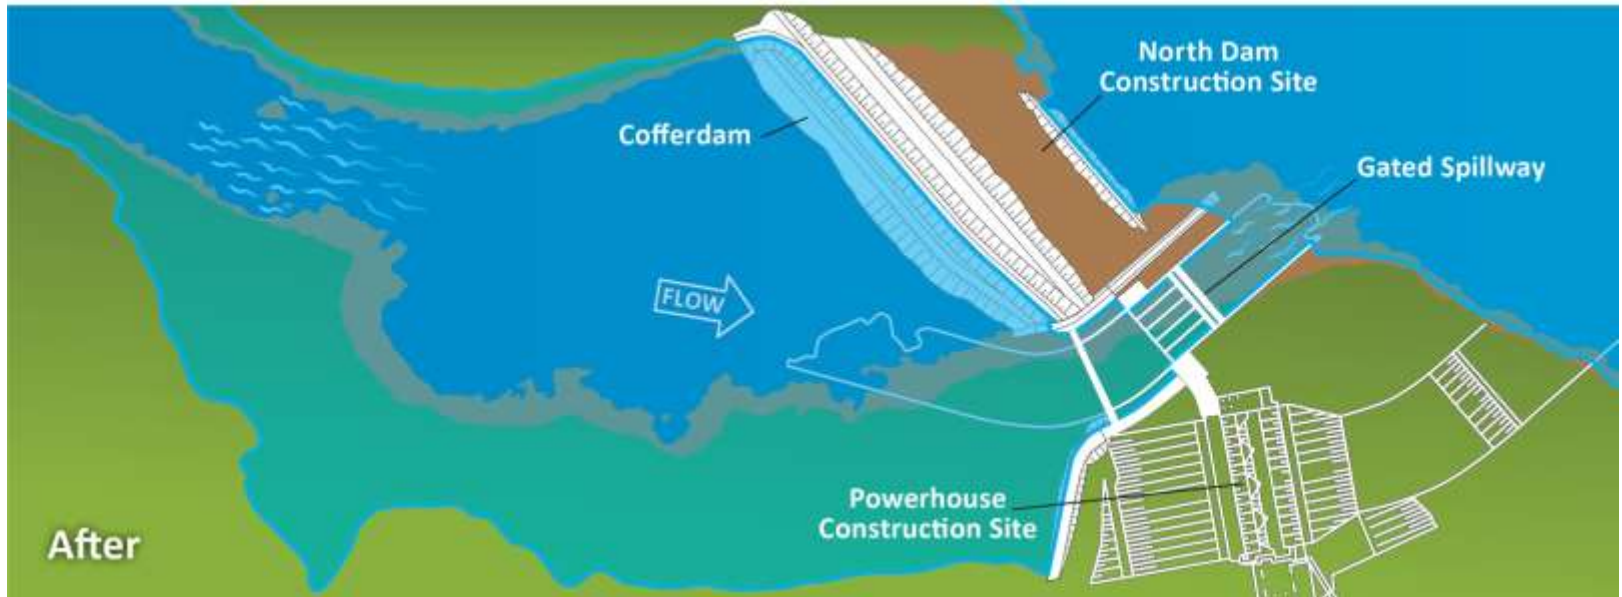 North Dam
Construction Site
Cofferdam
Gated Spillway
FLOW
Powerhouse
Construction Site
After